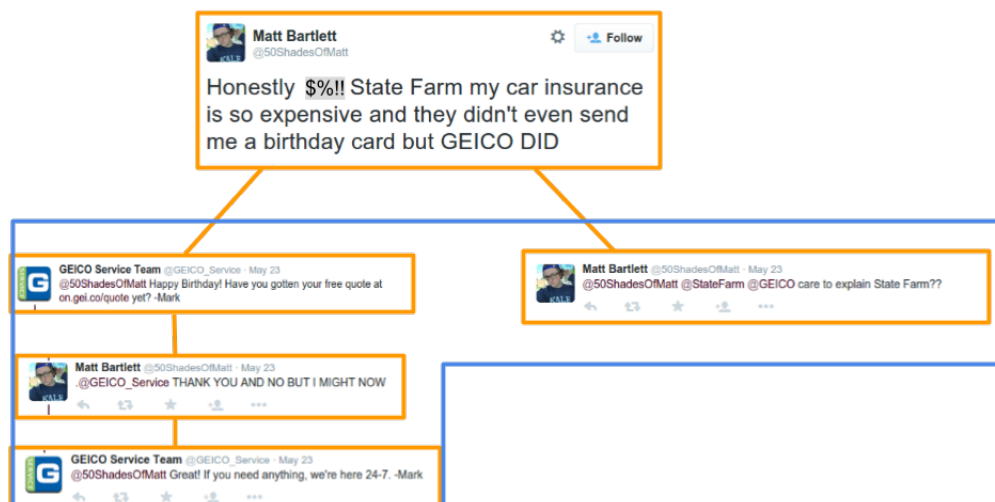 Matt Bartlett
@50ShadesOfMatt
Follow
Honestly $%!! State Farm my car insurance
is so expensive and they didn't even send
me a birthday card but GEICO DID
GEICO Service Team @GEICO_Service · May 23
@50ShadesOfMatt Happy Birthday! Have you gotten your free quote at
on.gei.co/quote yet? -Mark
Matt Bartlett @50ShadesOfMatt · May 23
@50ShadesOfMatt @StateFarm @GEICO care to explain State Farm??
Matt Bartlett @50ShadesOfMatt · May 23
.@GEICO_Service THANK YOU AND NO BUT I MIGHT NOW
GEICO Service Team @GEICO_Service · May 23
@50ShadesOfMatt Great! If you need anything, we're here 24-7. -Mark